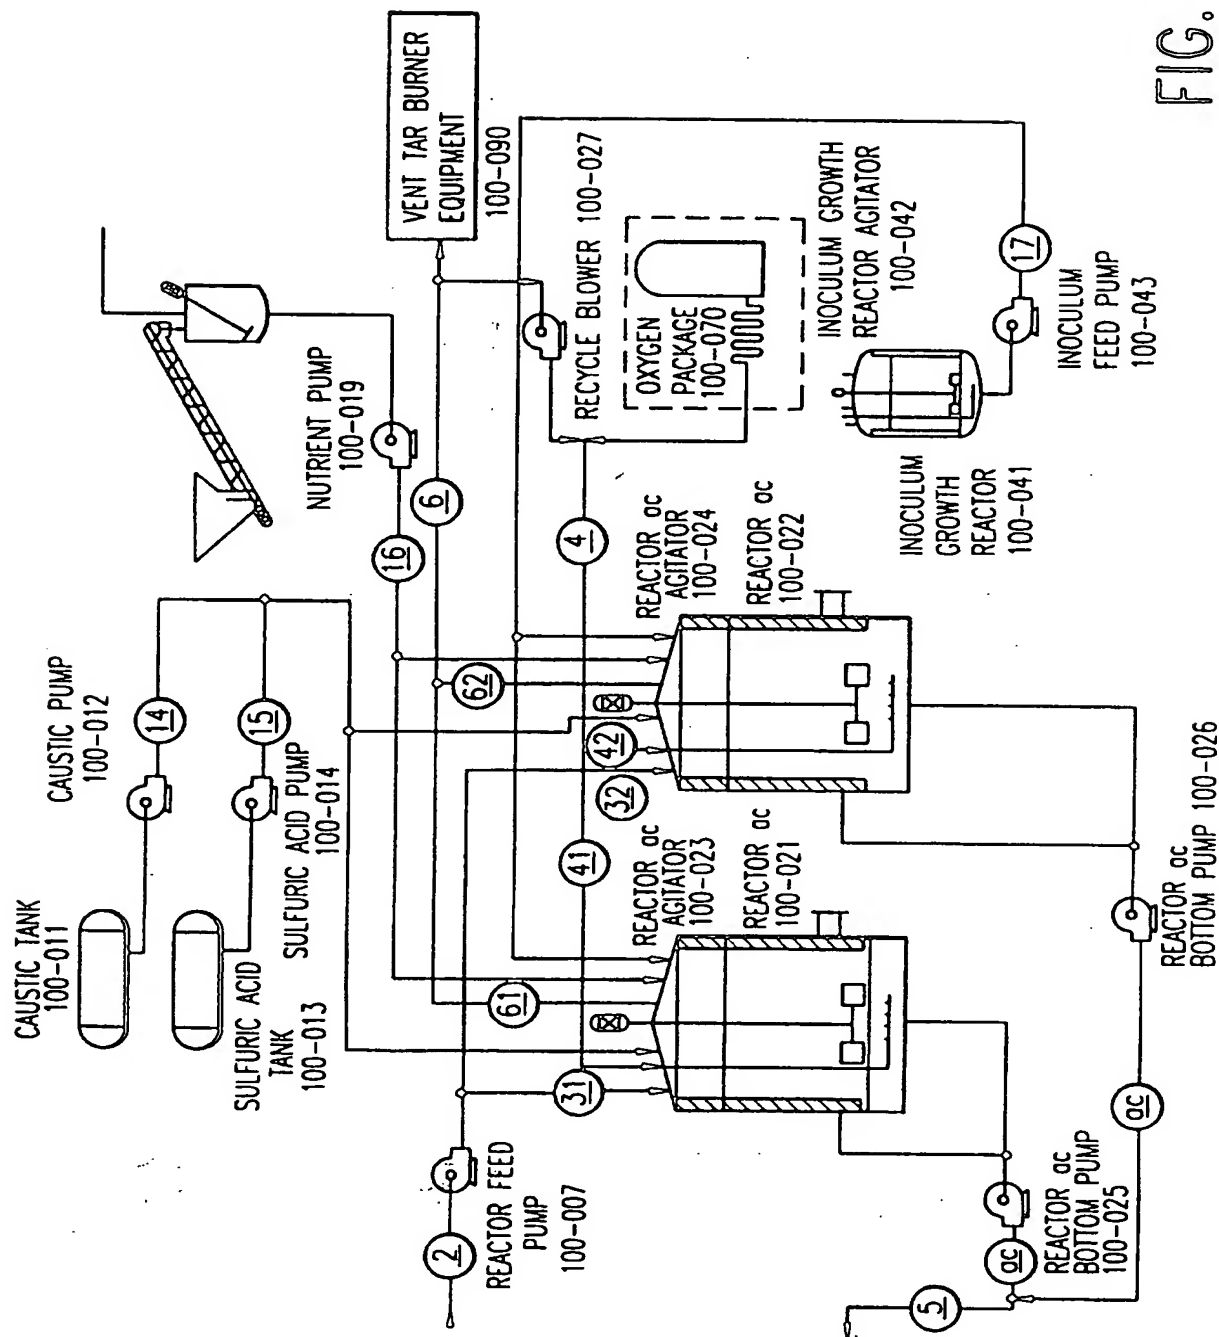 FIG.
VENT TAR BURNER
EQUIPMENT
100-090
RECYCLE BLOWER 100-027
OXYGEN
PACKAGE
100-070
INOCULUM GROWTH
REACTOR AGITATOR
100-042
17
INOCULUM
FEED PUMP
100-043
NUTRIENT PUMP
100-019
16
6
4
INOCULUM
GROWTH
REACTOR
100-041
REACTOR ac
AGITATOR
100-024
REACTOR ac
100-022
CAUSTIC PUMP
100-012
14
15
SULFURIC ACID PUMP
100-014
62
42
32
41
REACTOR ac
AGITATOR
100-023
REACTOR ac
100-021
REACTOR ac
BOTTOM PUMP 100-026
CAUSTIC TANK
100-011
SULFURIC ACID
TANK
100-013
61
31
ac
2
REACTOR FEED
PUMP
100-007
ac
REACTOR ac
BOTTOM PUMP
100-025
5